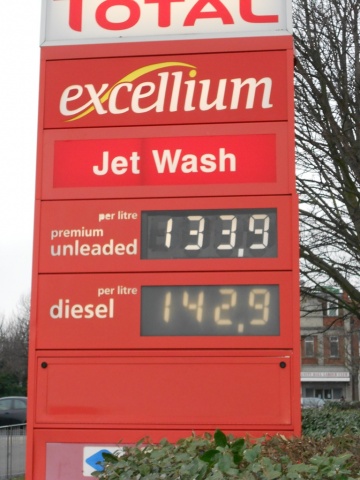 TOTAL
excellium
Jet Wash
per litre
premium
unleaded
133,9
per litre
diesel
142,9